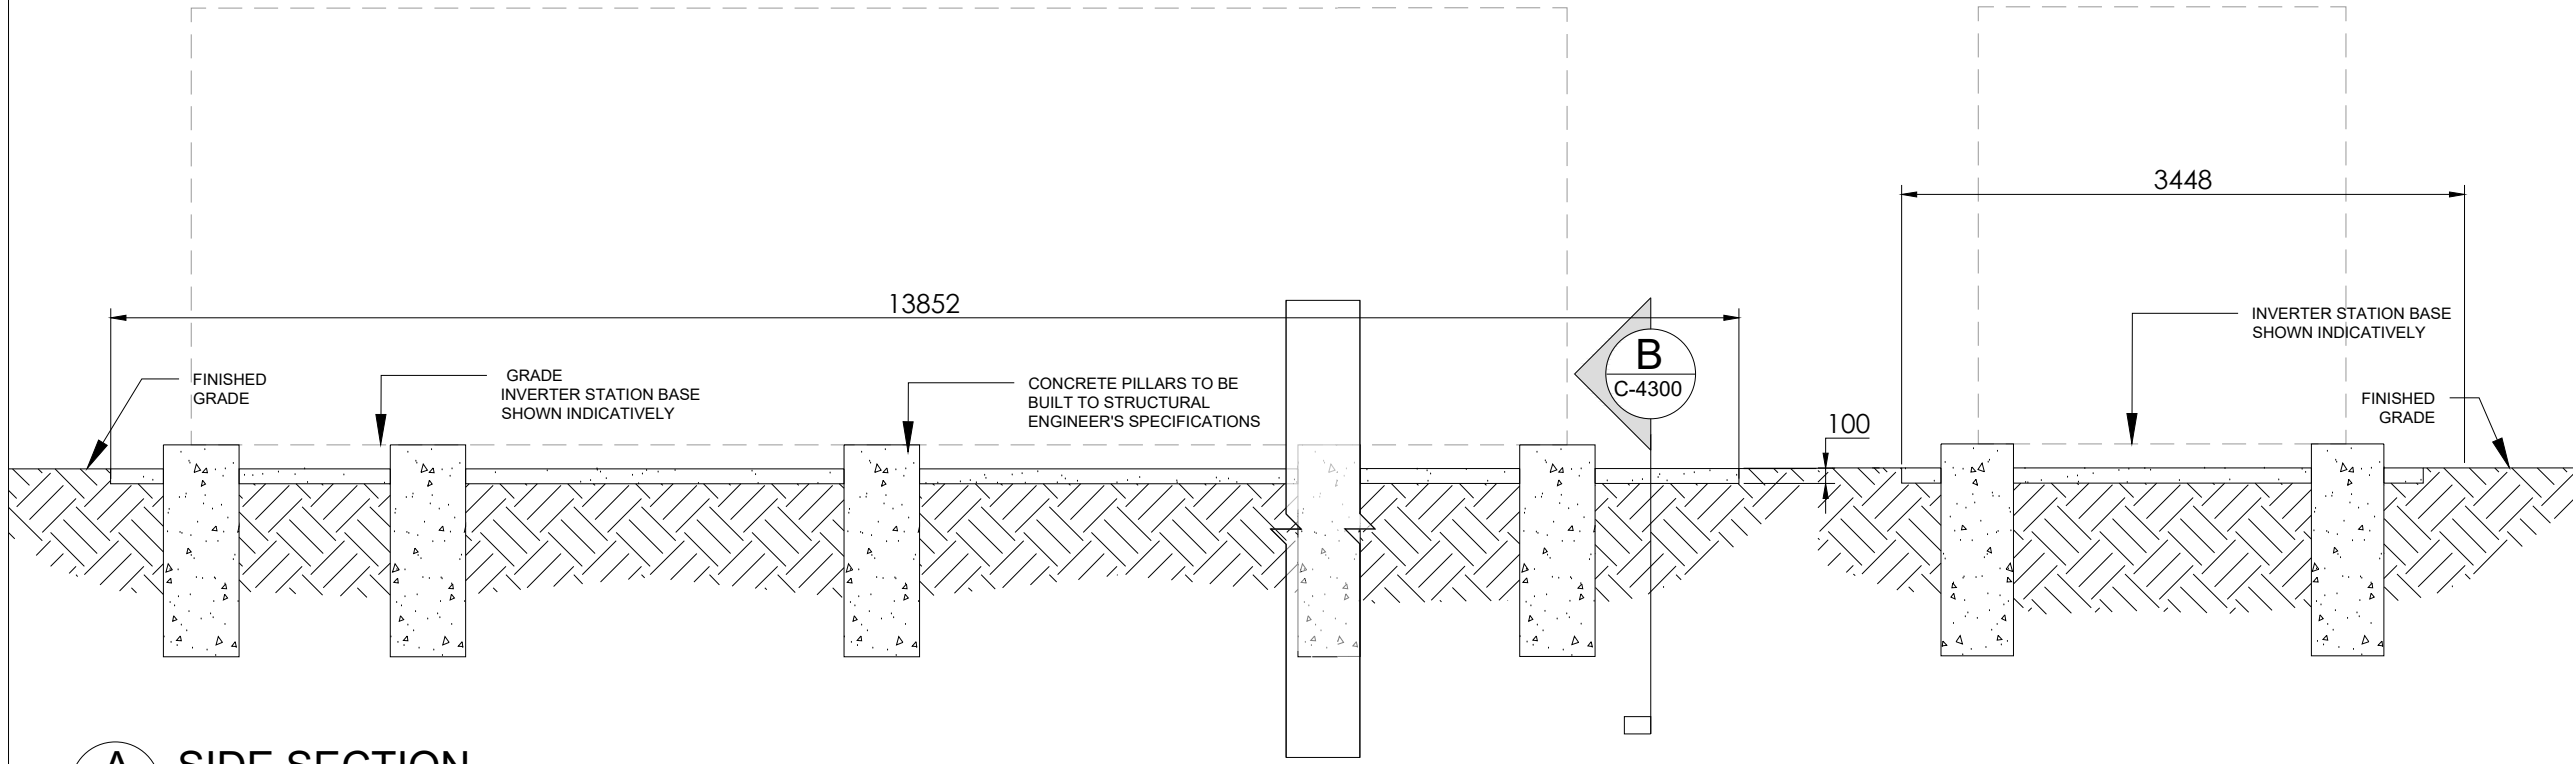 3448
13852
INVERTER STATION BASE
SHOWN INDICATIVELY
B
C-4300
FINISHED
GRADE
GRADE
INVERTER STATION BASE
SHOWN INDICATIVELY
CONCRETE PILLARS TO BE
BUILT TO STRUCTURAL
ENGINEER'S SPECIFICATIONS
FINISHED
GRADE
100
A
SIDE SECTION